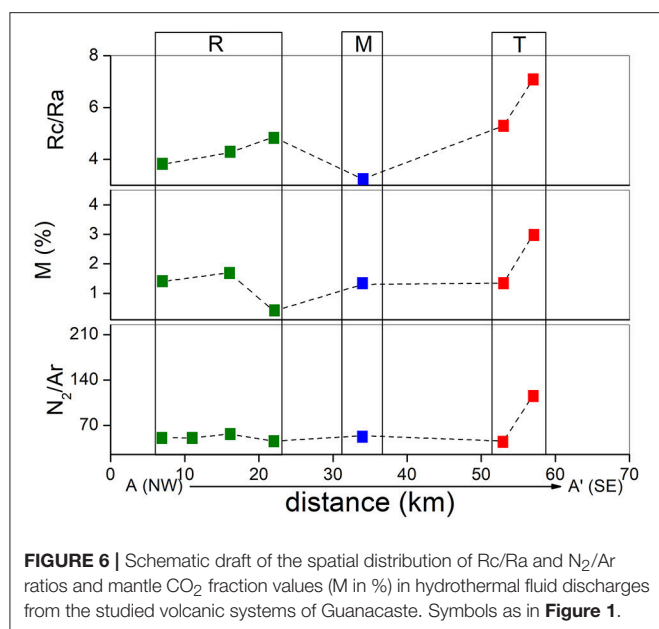 R M T
8
6
4
Rc/Ra
4
3
2
1
M (%)
210
140
70
N₂/Ar
0 10 20 30 40 50 60 70
A (NW) A' (SE)
distance (km)
FIGURE 6 | Schematic draft of the spatial distribution of Rc/Ra and N₂/Ar
ratios and mantle CO₂ fraction values (M in %) in hydrothermal fluid discharges
from the studied volcanic systems of Guanacaste. Symbols as in Figure 1.